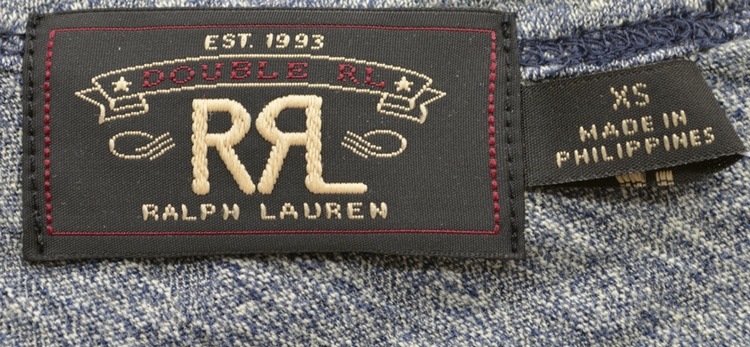 EST. 1993
DOUBLE RL
RRL
RALPH LAUREN
XS
MADE IN
PHILIPPINES